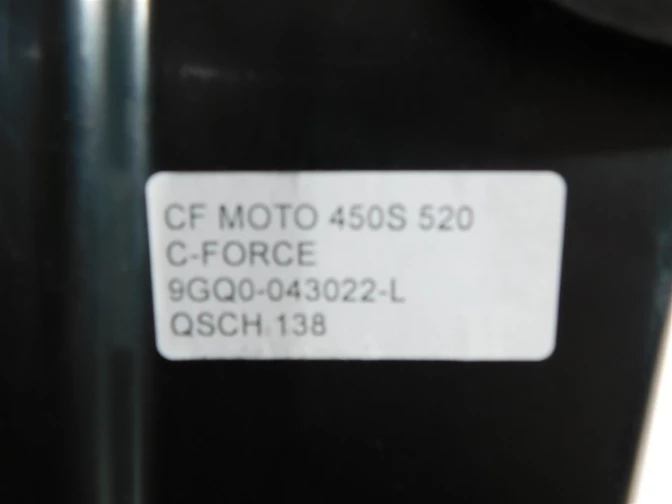 CF MOTO 450S 520
C-FORCE
9GQ0-043022-L
QSCH.138